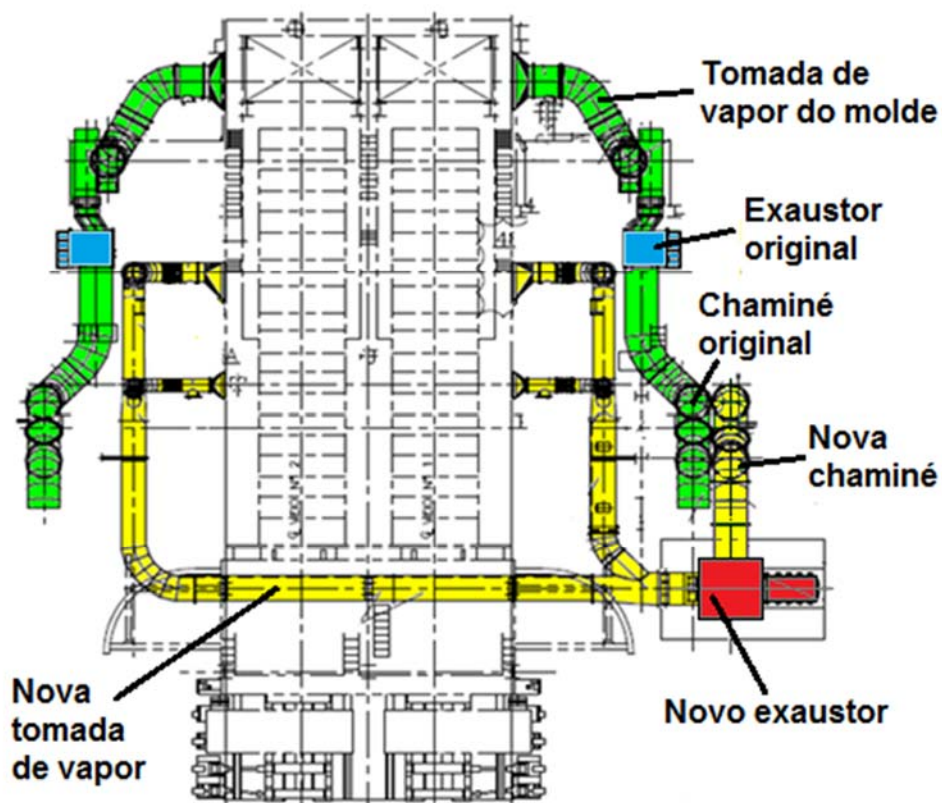 Tomada de
vapor do molde
Exaustor
original
Chaminé
original
Nova
chaminé
Nova
tomada
de vapor
Novo exaustor